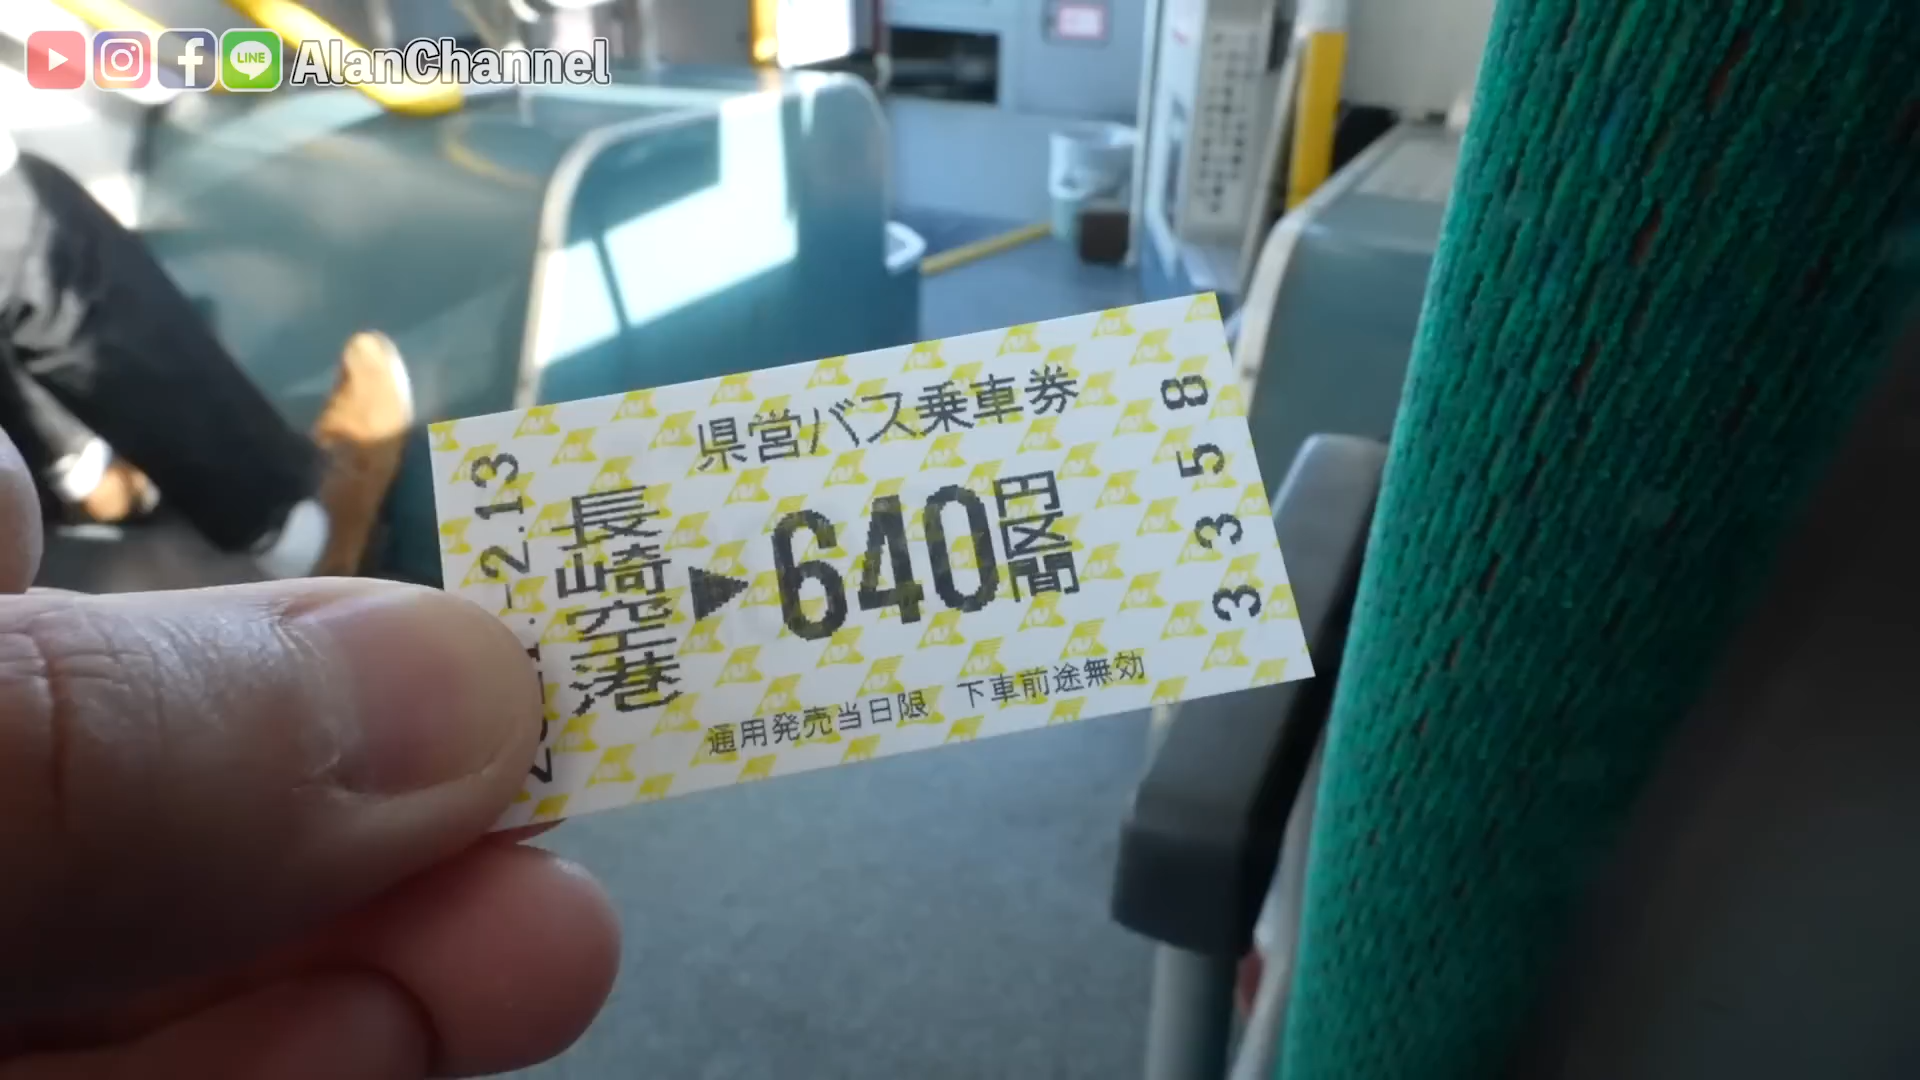 LINE
AlanChannel
県営バス乗車券
長崎空港▶640円区間
通用発売当日限 下車前途無効
-2.13
3358